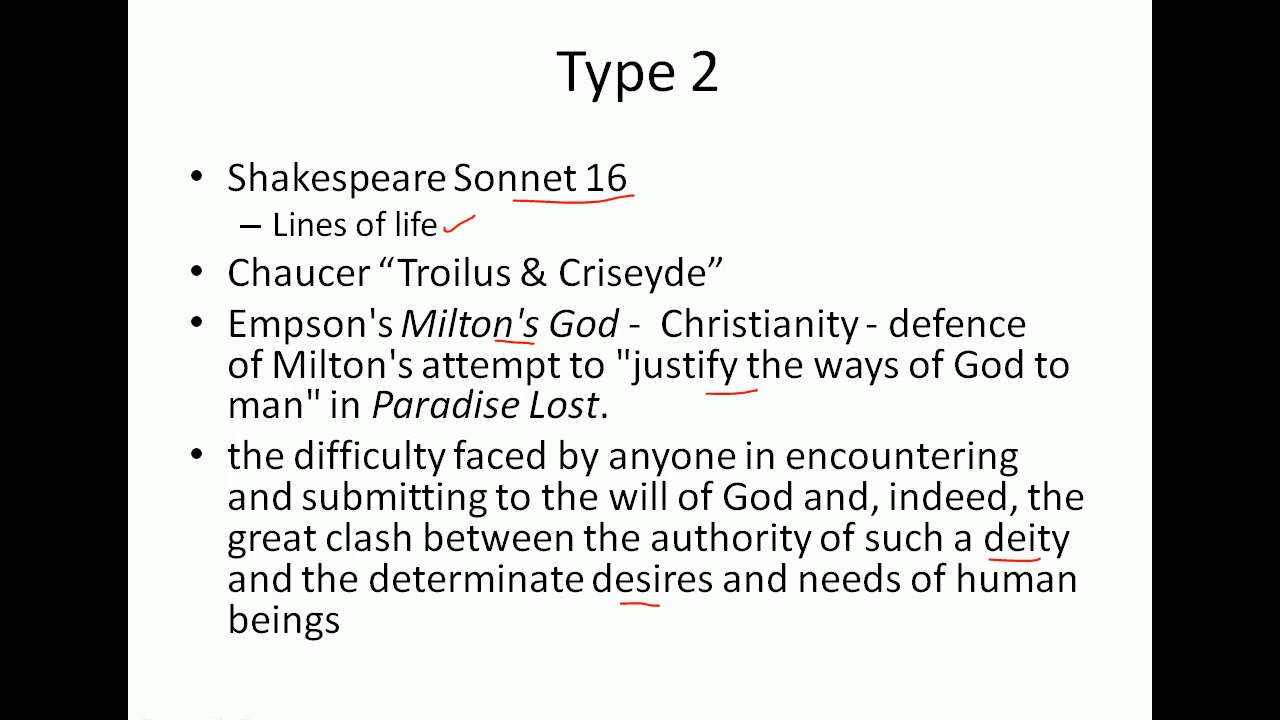 Type 2
• Shakespeare Sonnet 16
– Lines of life
• Chaucer “Troilus & Criseyde”
• Empson's Milton's God - Christianity - defence
of Milton's attempt to "justify the ways of God to
man" in Paradise Lost.
• the difficulty faced by anyone in encountering
and submitting to the will of God and, indeed, the
great clash between the authority of such a deity
and the determinate desires and needs of human
beings